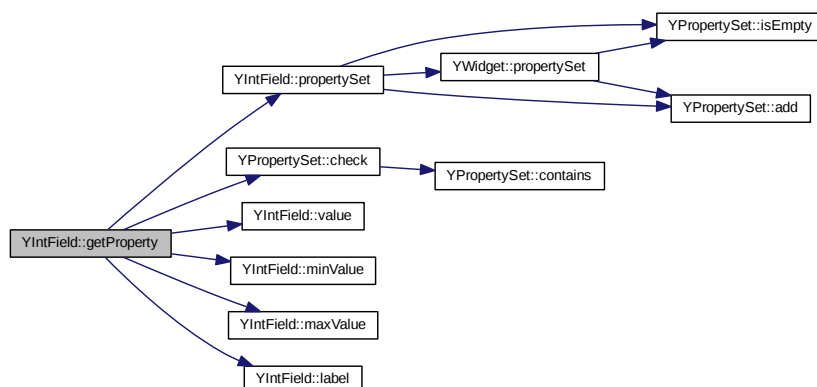 YPropertySet::isEmpty
YIntField::propertySet
YWidget::propertySet
YPropertySet::add
YPropertySet::check
YPropertySet::contains
YIntField::value
YIntField::getProperty
YIntField::minValue
YIntField::maxValue
YIntField::label